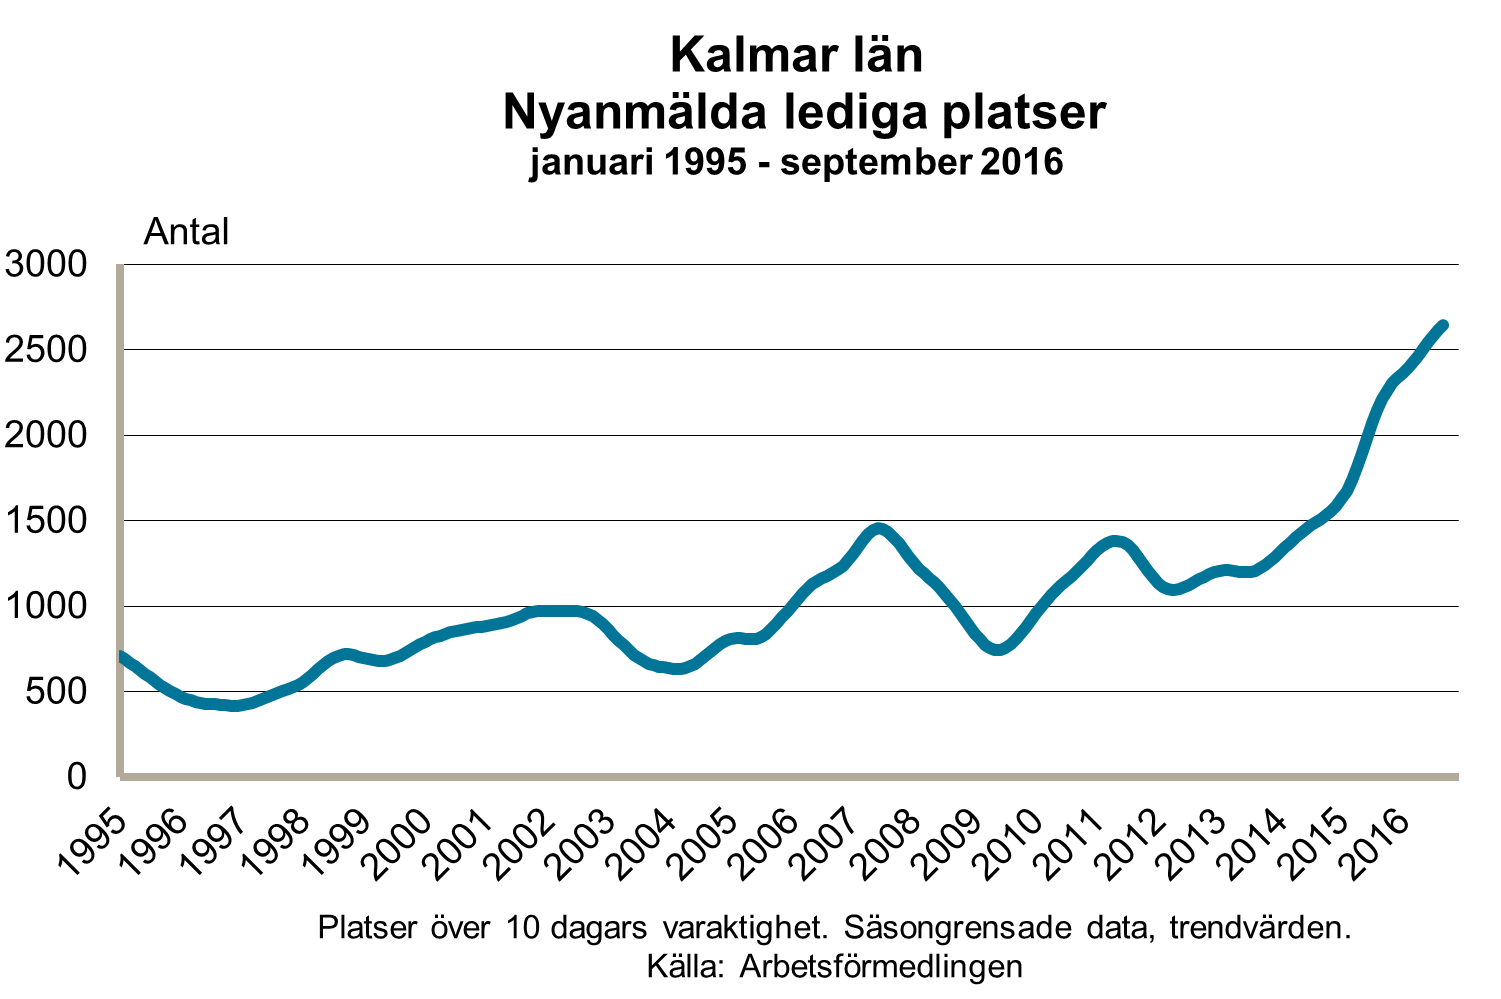 Kalmar län
Nyanmälda lediga platser
januari 1995 - september 2016
Antal
3000
2500
2000
1500
1000
500
0
1995 1996 1997 1998 1999 2000 2001 2002 2003 2004 2005 2006 2007 2008 2009 2010 2011 2012 2013 2014 2015 2016
Platser över 10 dagars varaktighet. Säsongrensade data, trendvärden.
Källa: Arbetsförmedlingen